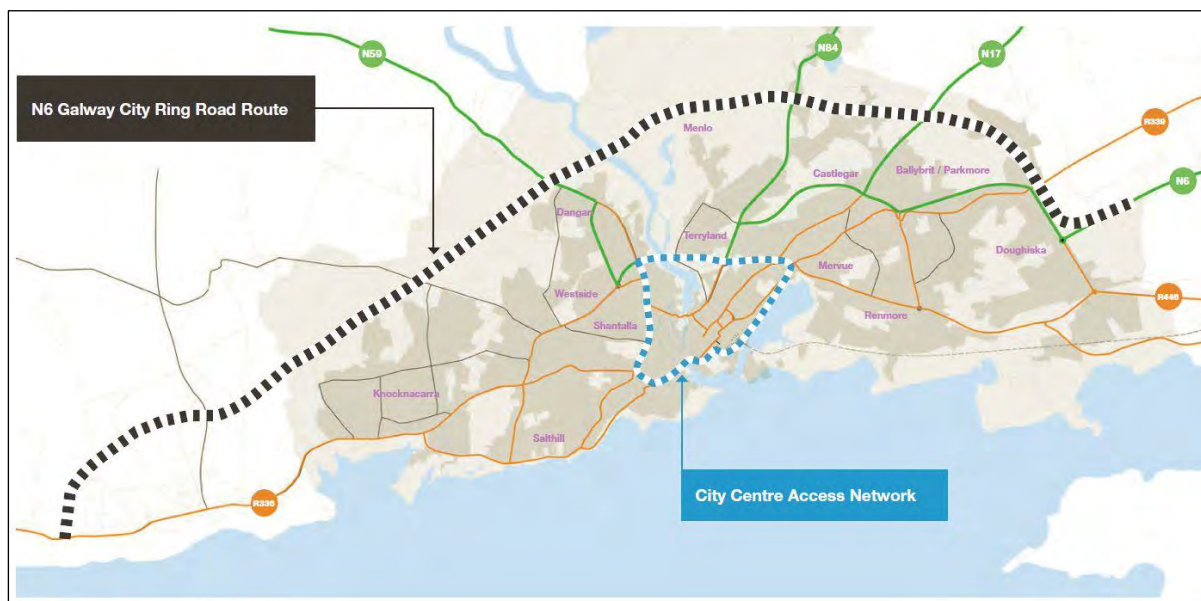 N59
N84
N17
N6 Galway City Ring Road Route
Menlo
R339
Castlegar
Ballybrit / Parkmore
N6
Dangan
Terryland
Doughiska
Mervue
Westside
R446
Shantalla
Renmore
Knocknacarra
Salthill
City Centre Access Network
R336